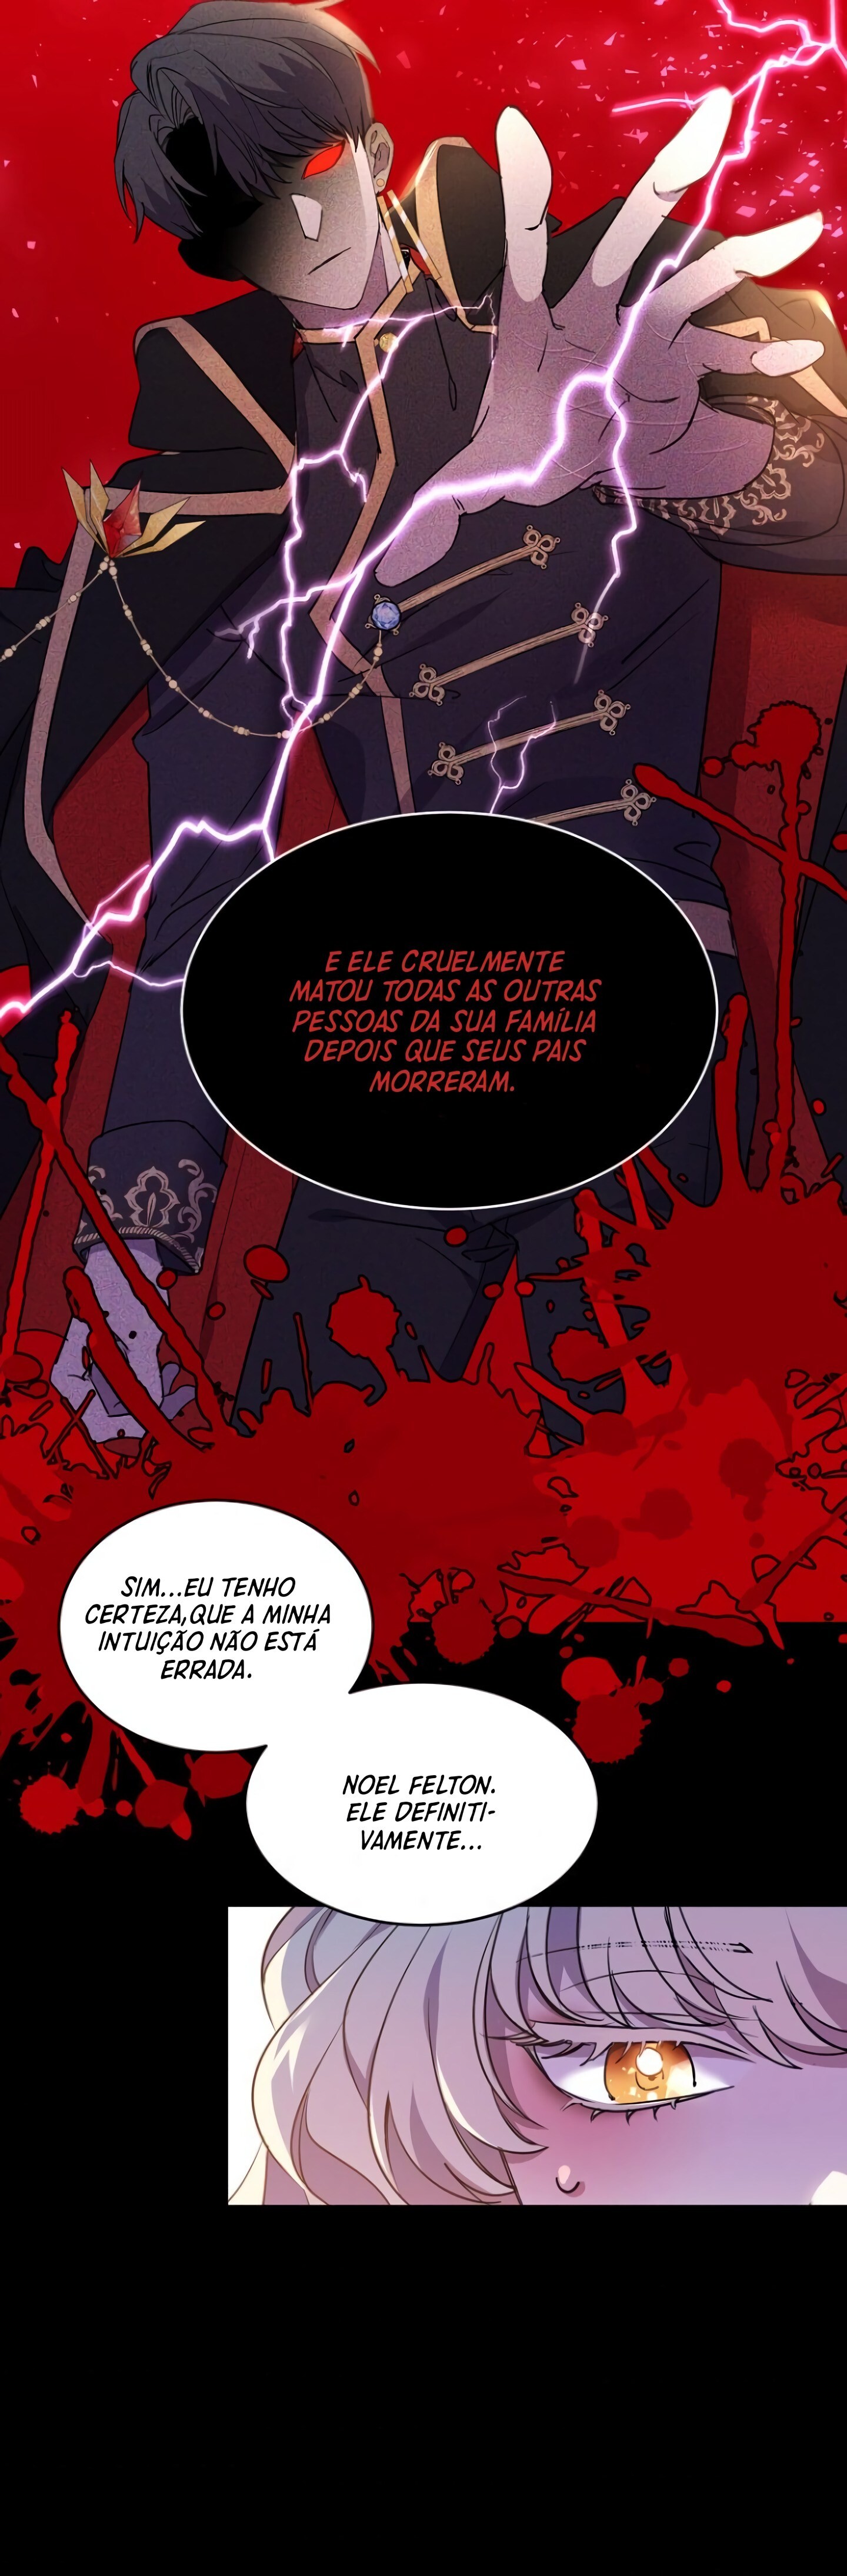 E ELE CRUELMENTE
MATOU TODAS AS OUTRAS
PESSOAS DA SUA FAMÍLIA
DEPOIS QUE SEUS PAIS
MORRERAM.
SIM...EU TENHO
CERTEZA,QUE A MINHA
INTUIÇÃO NÃO ESTÁ
ERRADA.
NOEL FELTON.
ELE DEFINITI-
VAMENTE...